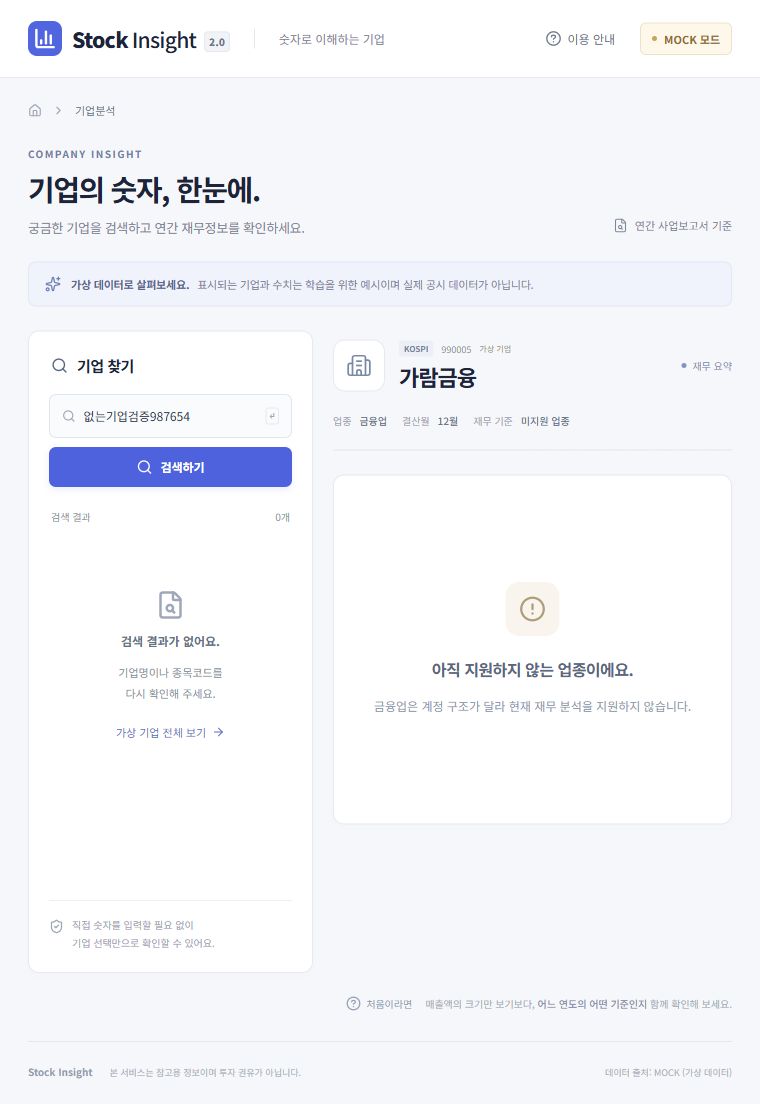 Stock Insight 2.0
숫자로 이해하는 기업
이용 안내
MOCK 모드
기업분석
COMPANY INSIGHT
기업의 숫자, 한눈에.
궁금한 기업을 검색하고 연간 재무정보를 확인하세요.
연간 사업보고서 기준
가상 데이터로 살펴보세요. 표시되는 기업과 수치는 학습을 위한 예시이며 실제 공시 데이터가 아닙니다.
기업 찾기
없는기업검증987654
검색하기
검색 결과
0개
검색 결과가 없어요.
기업명이나 종목코드를
다시 확인해 주세요.
가상 기업 전체 보기
직접 숫자를 입력할 필요 없이
기업 선택만으로 확인할 수 있어요.
KOSPI 990005 가상 기업
가람금융
재무 요약
업종 금융업 결산월 12월 재무 기준 미지원 업종
아직 지원하지 않는 업종이에요.
금융업은 계정 구조가 달라 현재 재무 분석을 지원하지 않습니다.
처음이라면 매출액의 크기만 보기보다, 어느 연도의 어떤 기준인지 함께 확인해 보세요.
Stock Insight 본 서비스는 참고용 정보이며 투자 권유가 아닙니다.
데이터 출처: MOCK (가상 데이터)